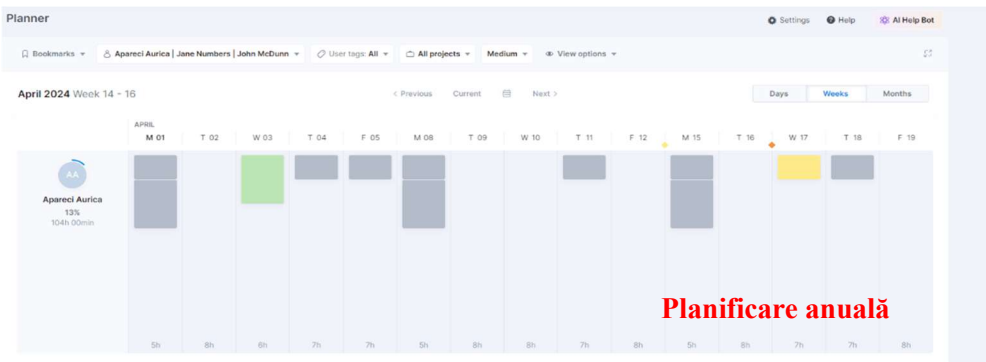 Planner
Settings Help AI Help Bot
Bookmarks Apareci Aurica | Jane Numbers | John McDunn User tags: All All projects Medium View options
April 2024 Week 14 - 16 < Previous Current Next > Days Weeks Months
APRIL
M 01 T 02 W 03 T 04 F 05 M 08 T 09 W 10 T 11 F 12 M 15 T 16 W 17 T 18 F 19
AA
Apareci Aurica
13%
104h 00min
Planificare anuală
5h 8h 6h 7h 7h 5h 8h 8h 7h 8h 5h 8h 7h 7h 8h